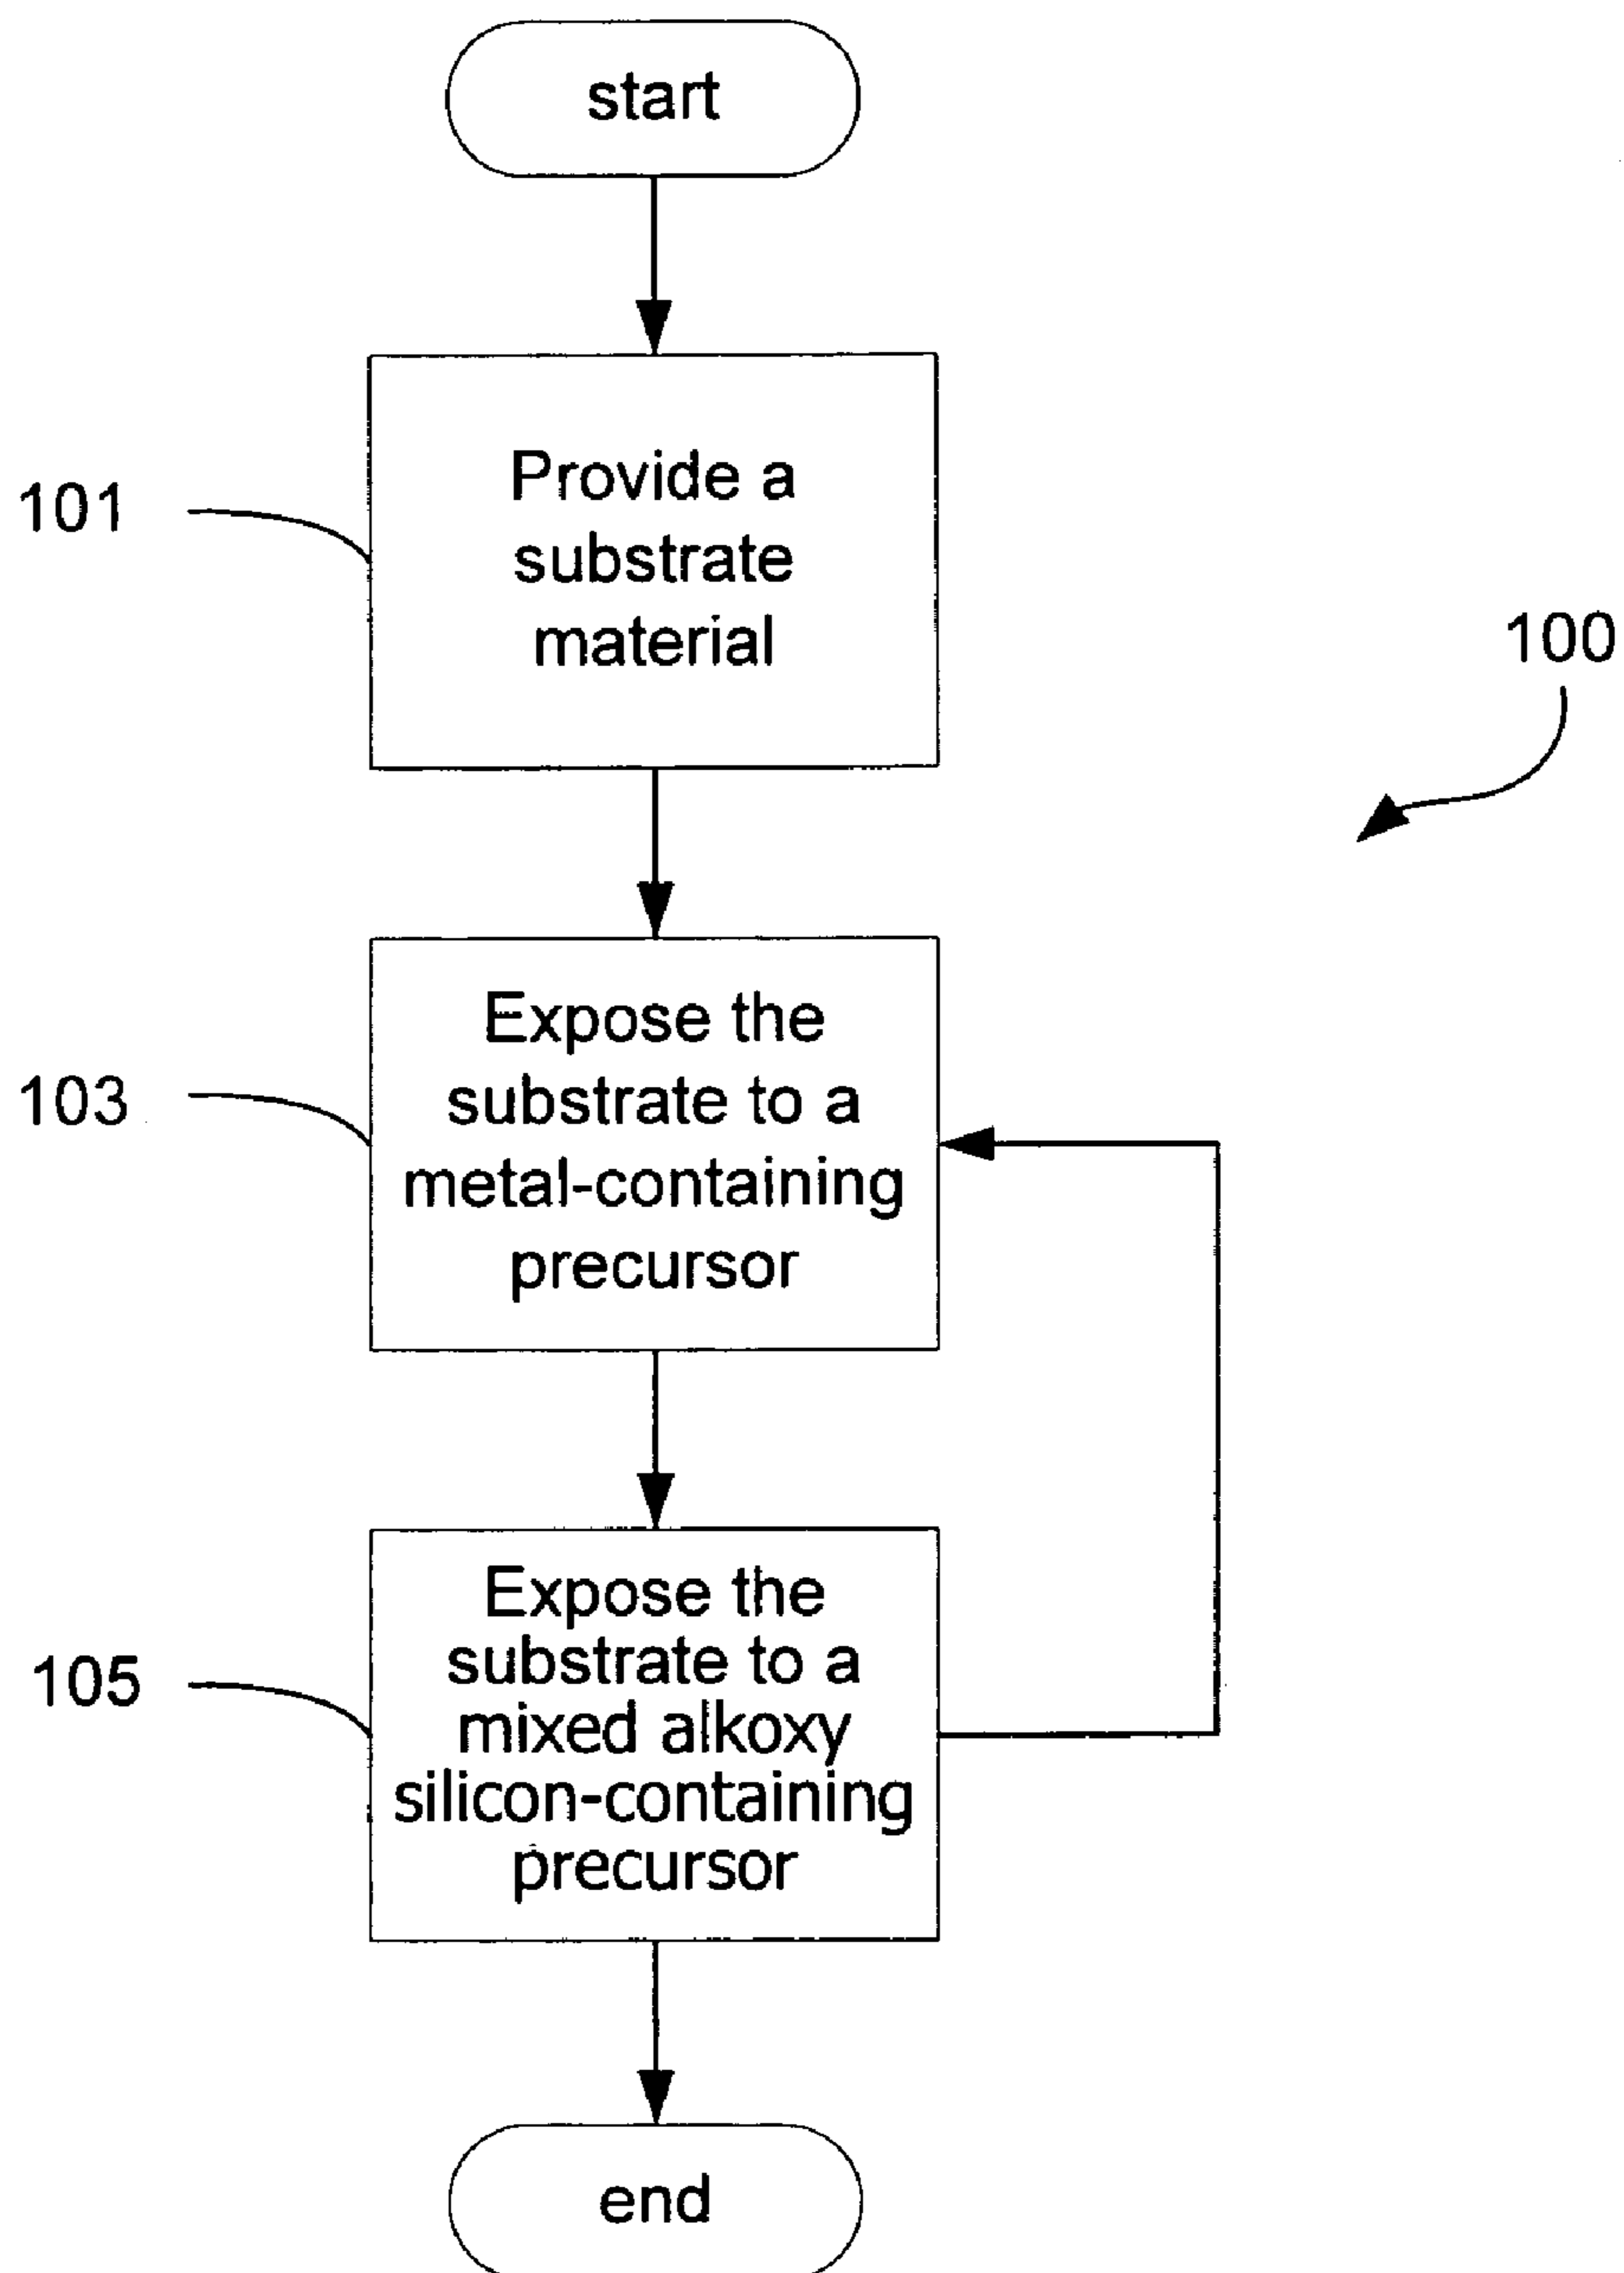 start
101
Provide a
substrate
material
100
103
Expose the
substrate to a
metal-containing
precursor
105
Expose the
substrate to a
mixed alkoxy
silicon-containing
precursor
end